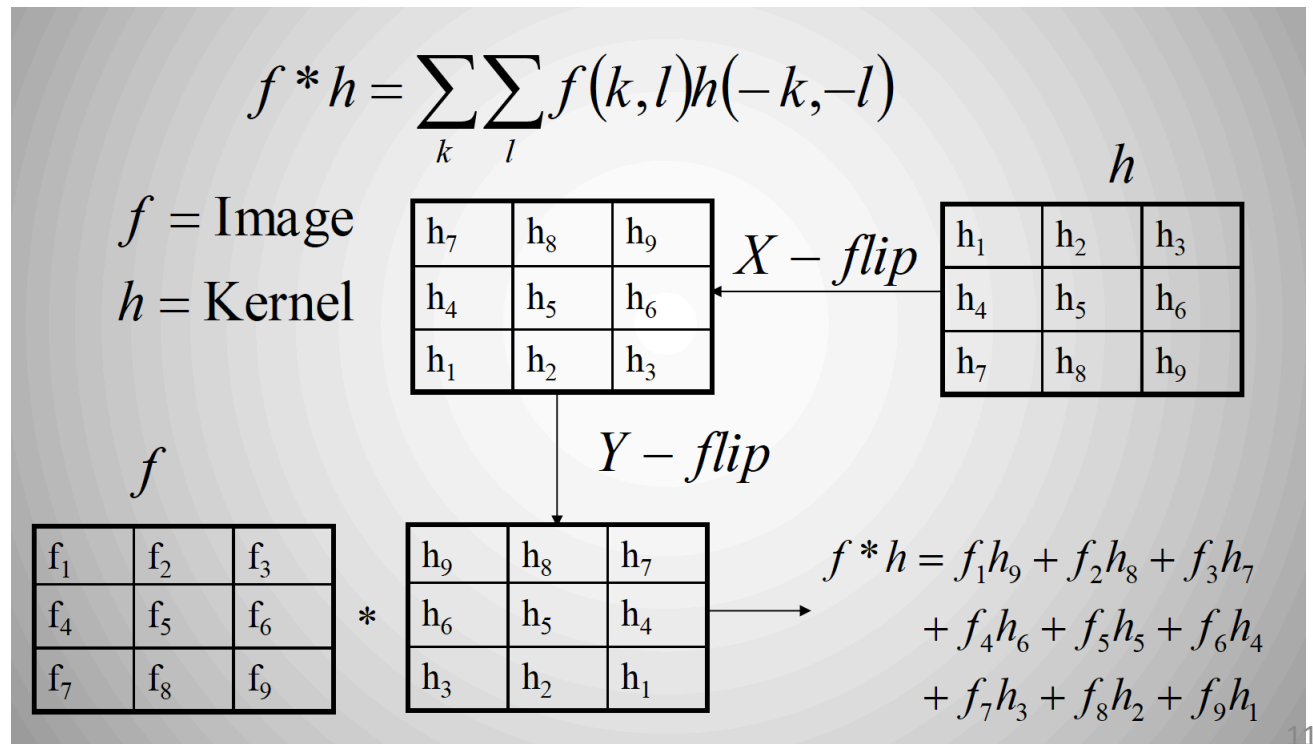 f * h = ∑∑ f(k,l)h(−k,−l)
k l
f = Image
h = Kernel
h
h₁ h₂ h₃
h₄ h₅ h₆
h₇ h₈ h₉
X − flip
h₇ h₈ h₉
h₄ h₅ h₆
h₁ h₂ h₃
Y − flip
f
f₁ f₂ f₃
f₄ f₅ f₆
f₇ f₈ f₉
*
h₉ h₈ h₇
h₆ h₅ h₄
h₃ h₂ h₁
f * h = f₁h₉ + f₂h₈ + f₃h₇
+ f₄h₆ + f₅h₅ + f₆h₄
+ f₇h₃ + f₈h₂ + f₉h₁
11